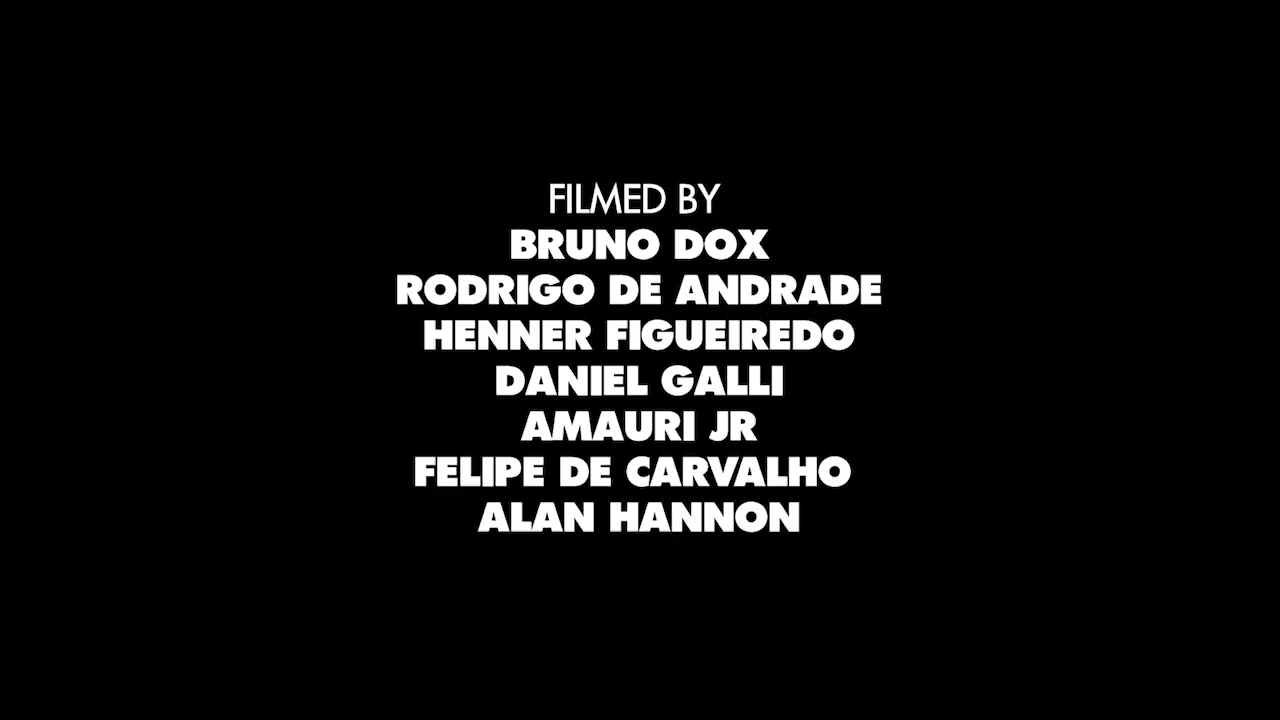 FILMED BY
BRUNO DOX
RODRIGO DE ANDRADE
HENNER FIGUEIREDO
DANIEL GALLI
AMAURI JR
FELIPE DE CARVALHO
ALAN HANNON